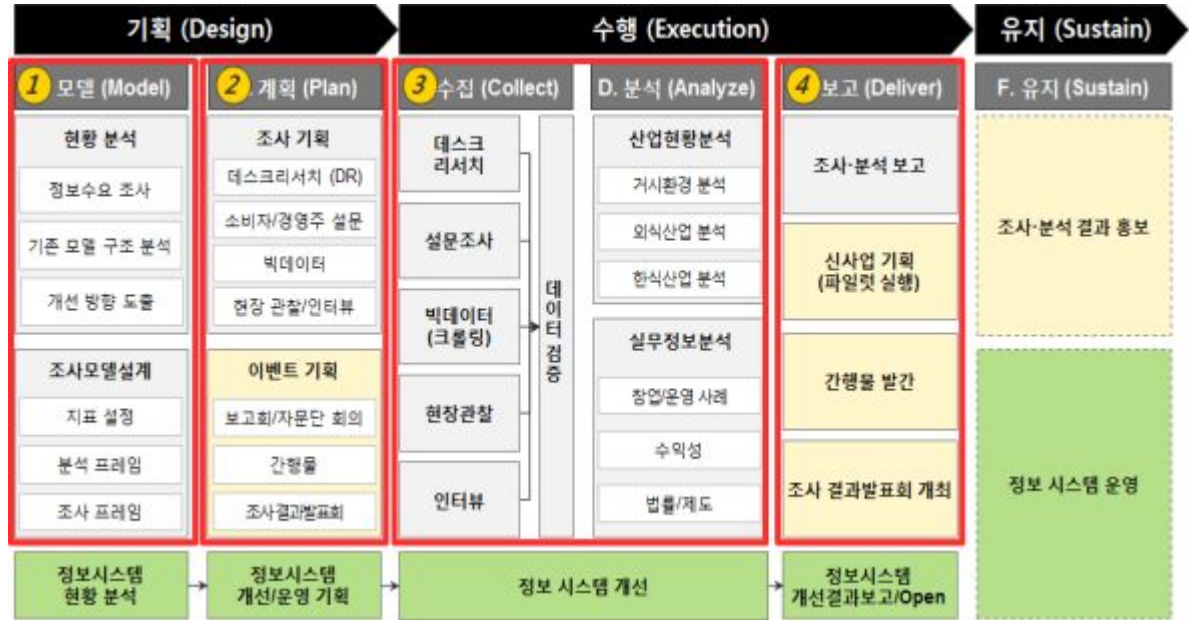 기획 (Design)
수행 (Execution)
유지 (Sustain)
1 모델 (Model)
2 . 계획 (Plan)
3 수집 (Collect)
D. 분석 (Analyze)
4 보고 (Deliver)
F. 유지 (Sustain)
현황 분석
정보수요 조사
기존 모델 구조 분석
개선 방향 도출
조사모델설계
지표 설정
분석 프레임
조사 프레임
조사 기획
데스크리서치 (DR)
소비자/경영주 설문
빅데이터
현장 관찰/인터뷰
이벤트 기획
보고회/자문단 회의
간행물
조사결과발표회
데스크
리서치
설문조사
빅데이터
(크롤링)
현장관찰
인터뷰
데이터 검증
산업현황분석
거시환경 분석
외식산업 분석
한식산업 분석
실무정보분석
창업/운영 사례
수익성
법률/제도
조사·분석 보고
신사업 기획
(파일럿 실행)
간행물 발간
조사 결과발표회 개최
조사·분석 결과 홍보
정보 시스템 운영
정보시스템
현황 분석
정보시스템
개선/운영 기획
정보 시스템 개선
정보시스템
개선결과보고/Open